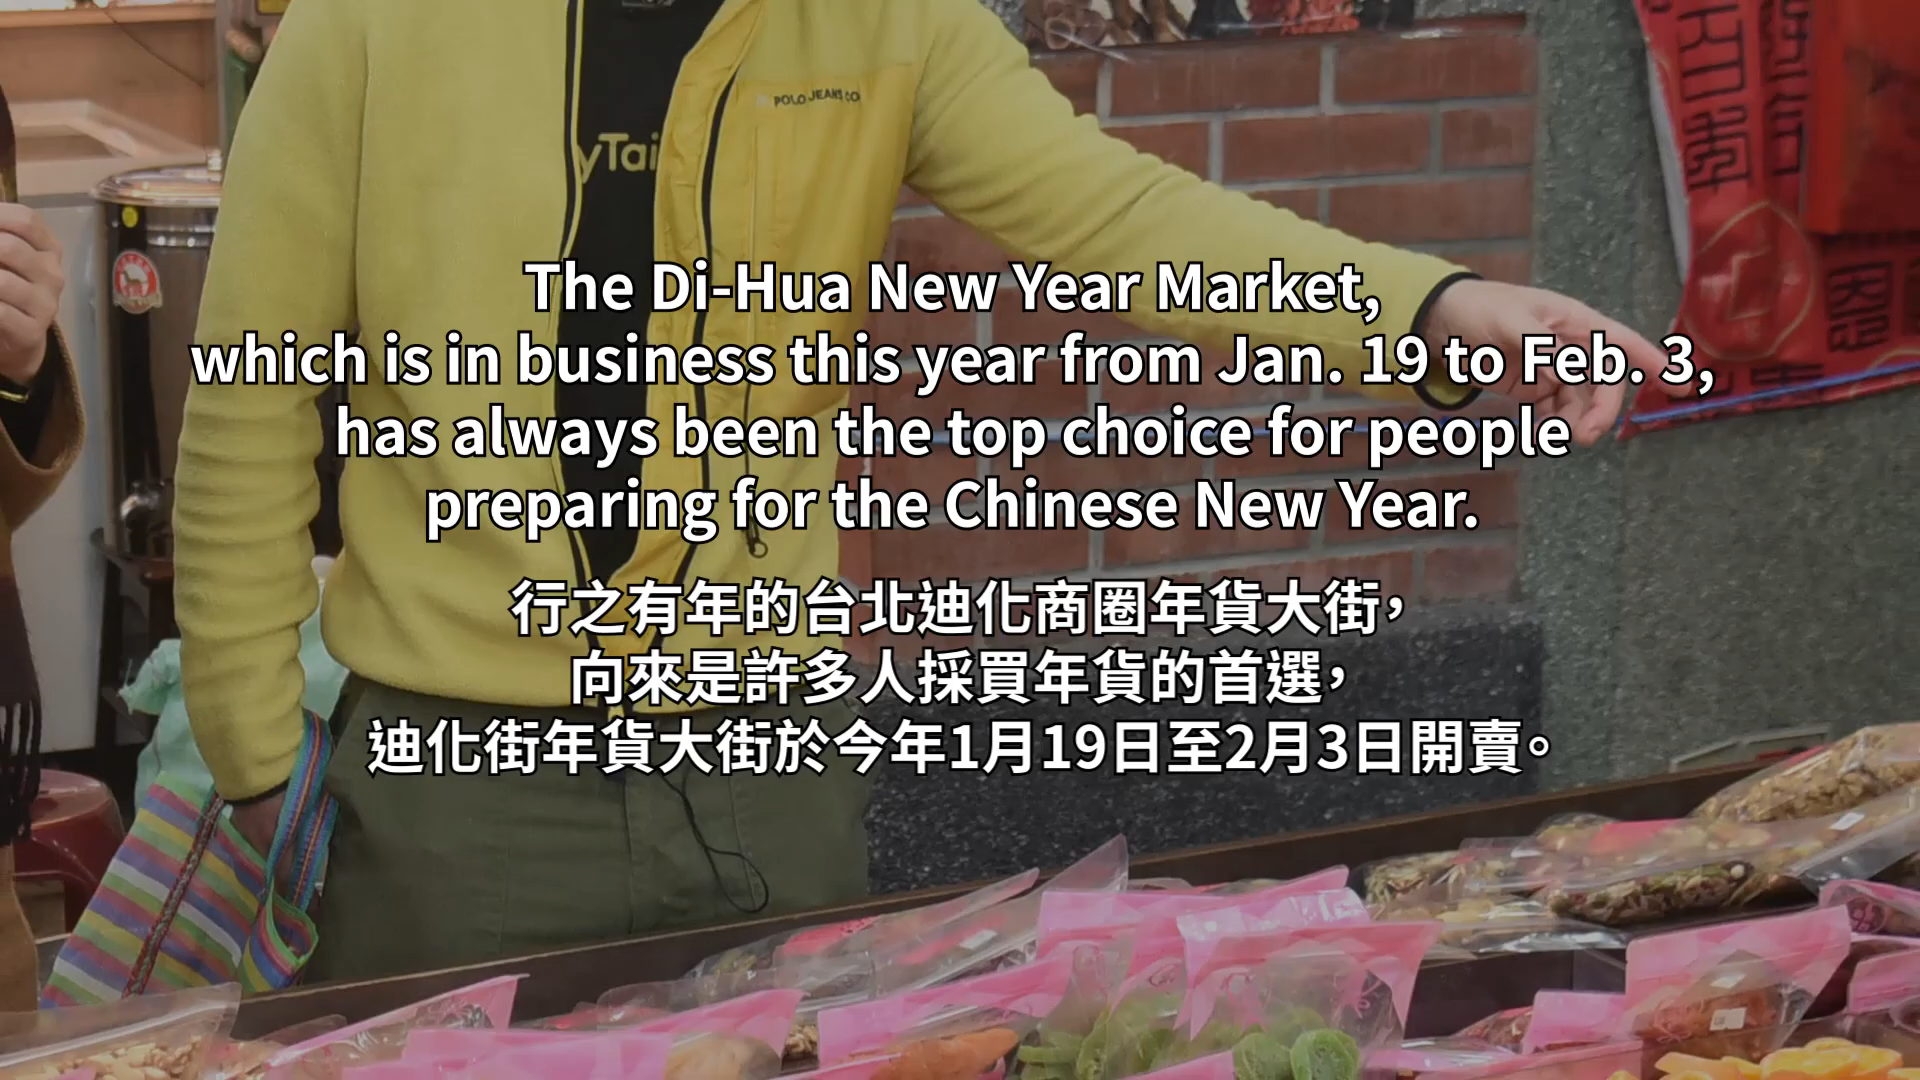 POLO JEANS CO
yTai
The Di-Hua New Year Market,
which is in business this year from Jan. 19 to Feb. 3,
has always been the top choice for people
preparing for the Chinese New Year.
行之有年的台北迪化商圈年貨大街，
向來是許多人採買年貨的首選，
迪化街年貨大街於今年1月19日至2月3日開賣。